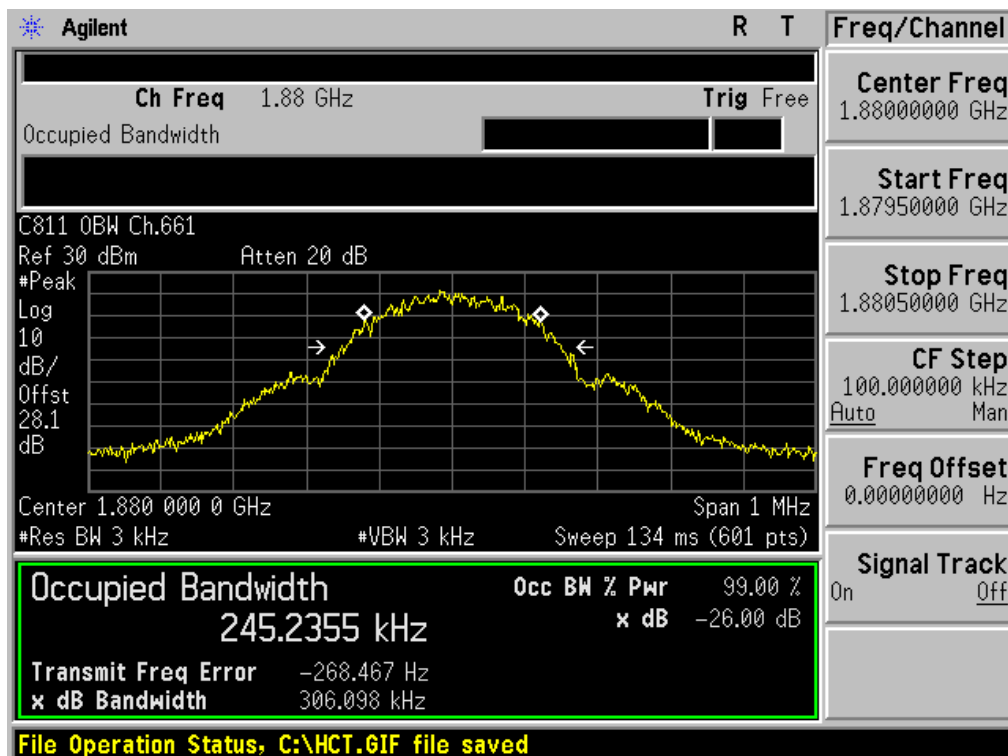 Agilent R T
Freq/Channel
Ch Freq 1.88 GHz Trig Free
Occupied Bandwidth
C811 OBW Ch.661
Ref 30 dBm Atten 20 dB
#Peak
Log
10
dB/
Offst
28.1
dB
Center 1.880 000 0 GHz Span 1 MHz
#Res BW 3 kHz #VBW 3 kHz Sweep 134 ms (601 pts)
Occupied Bandwidth Occ BW % Pwr 99.00 %
245.2355 kHz x dB -26.00 dB
Transmit Freq Error -268.467 Hz
x dB Bandwidth 306.098 kHz
File Operation Status, C:\HCT.GIF file saved
Center Freq
1.88000000 GHz
Start Freq
1.87950000 GHz
Stop Freq
1.88050000 GHz
CF Step
100.000000 kHz
Auto Man
Freq Offset
0.00000000 Hz
Signal Track
On Off